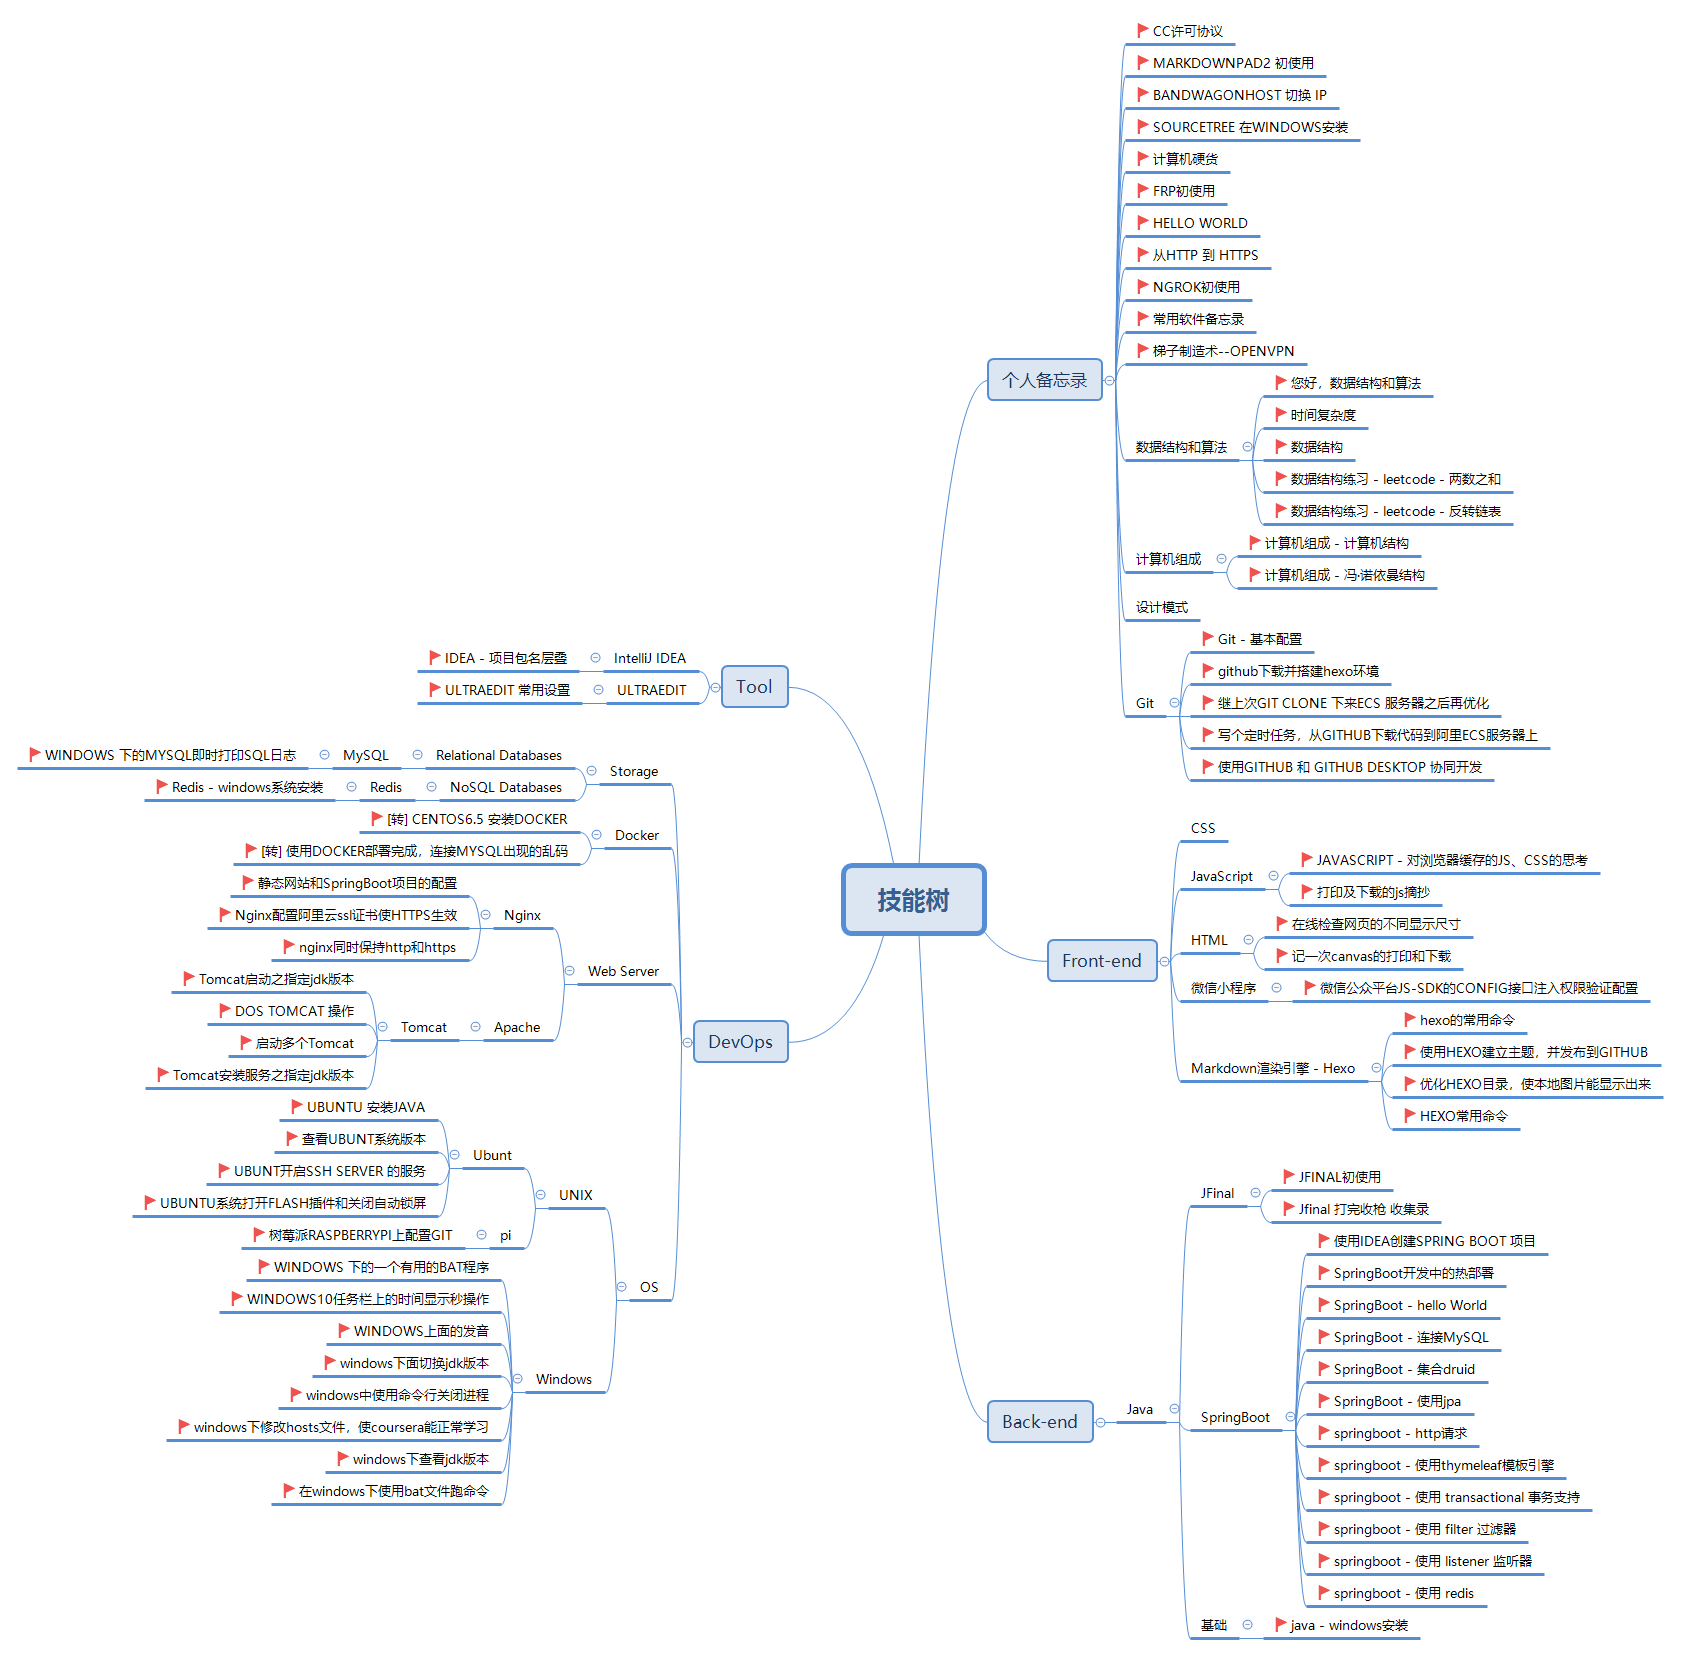 技能树
个人备忘录
CC许可协议
MARKDOWNPAD2 初使用
BANDWAGONHOST 切换 IP
SOURCETREE 在WINDOWS安装
计算机硬货
FRP初使用
HELLO WORLD
从HTTP 到 HTTPS
NGROK初使用
常用软件备忘录
梯子制造术--OPENVPN
数据结构和算法
您好，数据结构和算法
时间复杂度
数据结构
数据结构练习 - leetcode - 两数之和
数据结构练习 - leetcode - 反转链表
计算机组成
计算机组成 - 计算机结构
计算机组成 - 冯·诺依曼结构
设计模式
Git
Git - 基本配置
github下载并搭建hexo环境
继上次GIT CLONE 下来ECS 服务器之后再优化
写个定时任务，从GITHUB下载代码到阿里ECS服务器上
使用GITHUB 和 GITHUB DESKTOP 协同开发
Front-end
CSS
JavaScript
JAVASCRIPT - 对浏览器缓存的JS、CSS的思考
打印及下载的js摘抄
HTML
在线检查网页的不同显示尺寸
记一次canvas的打印和下载
微信小程序
微信公众平台JS-SDK的CONFIG接口注入权限验证配置
Markdown渲染引擎 - Hexo
hexo的常用命令
使用HEXO建立主题，并发布到GITHUB
优化HEXO目录，使本地图片能显示出来
HEXO常用命令
Back-end
Java
JFinal
JFINAL初使用
Jfinal 打完收枪 收集录
SpringBoot
使用IDEA创建SPRING BOOT 项目
SpringBoot开发中的热部署
SpringBoot - hello World
SpringBoot - 连接MySQL
SpringBoot - 集合druid
SpringBoot - 使用jpa
springboot - http请求
springboot - 使用thymeleaf模板引擎
springboot - 使用 transactional 事务支持
springboot - 使用 filter 过滤器
springboot - 使用 listener 监听器
springboot - 使用 redis
基础
java - windows安装
Tool
IntelliJ IDEA
IDEA - 项目包名层叠
ULTRAEDIT
ULTRAEDIT 常用设置
DevOps
Storage
Relational Databases
MySQL
WINDOWS 下的MYSQL即时打印SQL日志
NoSQL Databases
Redis
Redis - windows系统安装
Docker
[转] CENTOS6.5 安装DOCKER
[转] 使用DOCKER部署完成，连接MYSQL出现的乱码
Web Server
Nginx
静态网站和SpringBoot项目的配置
Nginx配置阿里云ssl证书使HTTPS生效
nginx同时保持http和https
Apache
Tomcat
Tomcat启动之指定jdk版本
DOS TOMCAT 操作
启动多个Tomcat
Tomcat安装服务之指定jdk版本
OS
UNIX
Ubunt
UBUNTU 安装JAVA
查看UBUNT系统版本
UBUNT开启SSH SERVER 的服务
UBUNTU系统打开FLASH插件和关闭自动锁屏
pi
树莓派RASPBERRYPI上配置GIT
Windows
WINDOWS 下的一个有用的BAT程序
WINDOWS10任务栏上的时间显示秒操作
WINDOWS上面的发音
windows下面切换jdk版本
windows中使用命令行关闭进程
windows下修改hosts文件，使coursera能正常学习
windows下查看jdk版本
在windows下使用bat文件跑命令